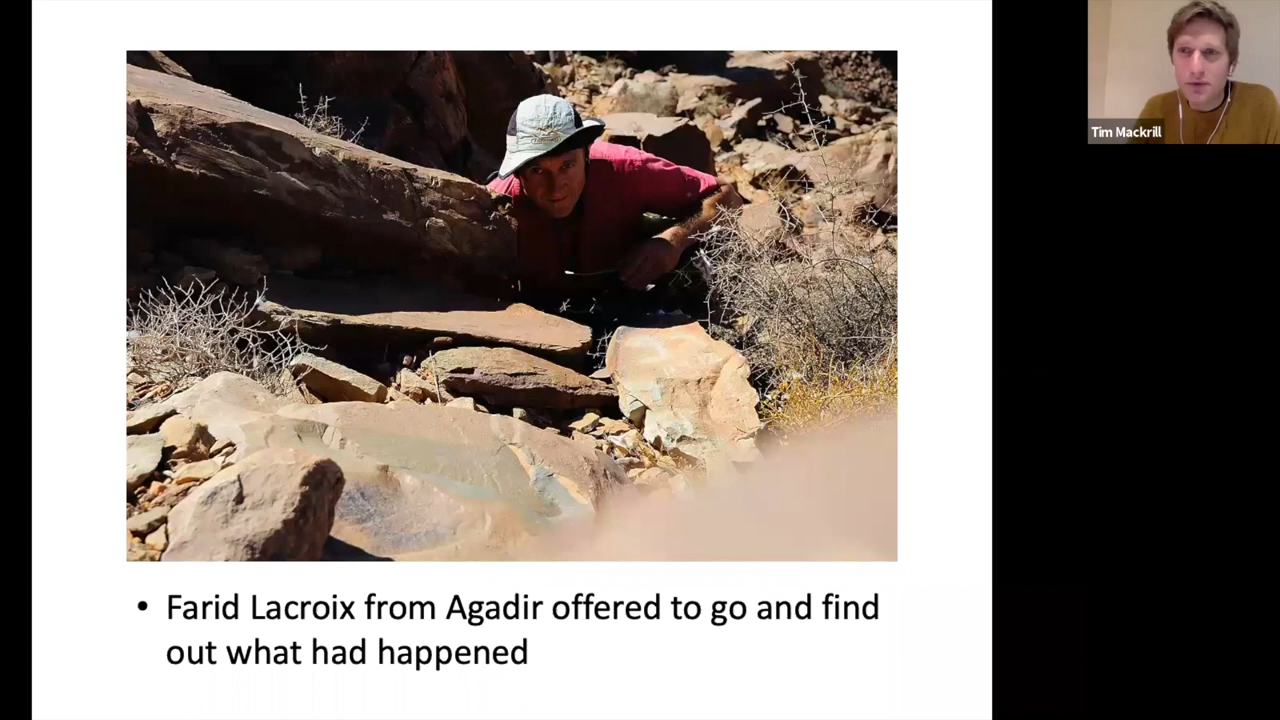 Tim Mackrill
• Farid Lacroix from Agadir offered to go and find
out what had happened